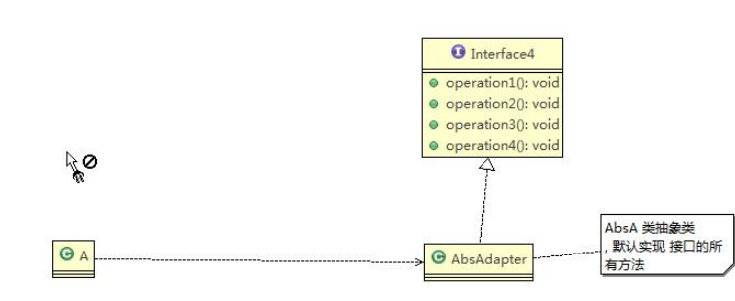 Interface4
operation1(): void
operation2(): void
operation3(): void
operation4(): void
A
AbsAdapter
AbsA 类抽象类
, 默认实现 接口的所
有方法